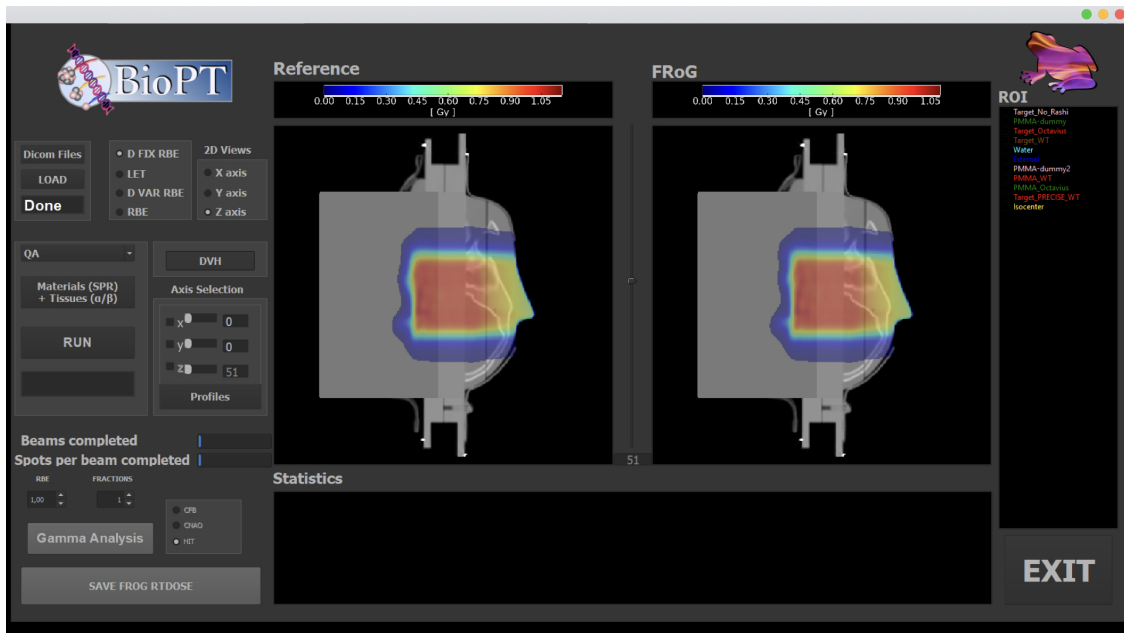 BioPT
Dicom Files
LOAD
Done
D FIX RBE
LET
D VAR RBE
RBE
2D Views
X axis
Y axis
Z axis
QA
Materials (SPR)
+ Tissues (α/β)
RUN
DVH
Axis Selection
x 0
y 0
z 51
Profiles
Beams completed
Spots per beam completed
RBE
FRACTIONS
1,00
1
Gamma Analysis
CPB
CNAO
HIT
SAVE FROG RTDOSE
Reference
0.00 0.15 0.30 0.45 0.60 0.75 0.90 1.05
[ Gy ]
51
FRoG
0.00 0.15 0.30 0.45 0.60 0.75 0.90 1.05
[ Gy ]
Statistics
ROI
Target_No_Rashi
PMMA-dummy
Target_Octavius
Target_WT
Water
External
PMMA-dummy2
PMMA_WT
PMMA_Octavius
Target_PRECISE_WT
Isocenter
EXIT